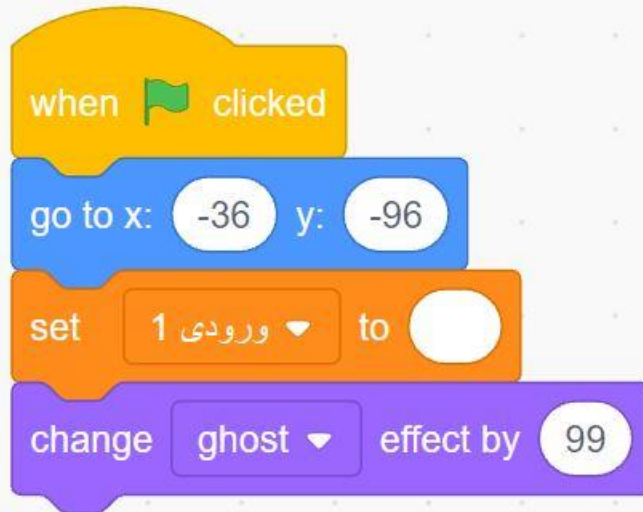 when clicked
go to x: -36 y: -96
set ورودی 1 to
change ghost effect by 99